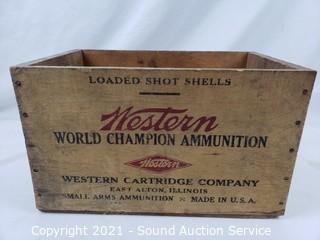 LOADED SHOT SHELLS
Western
WORLD CHAMPION AMMUNITION
Western
WESTERN CARTRIDGE COMPANY
EAST ALTON, ILLINOIS
SMALL ARMS AMMUNITION MADE IN U.S.A.
Copyright 2021 - Sound Auction Service